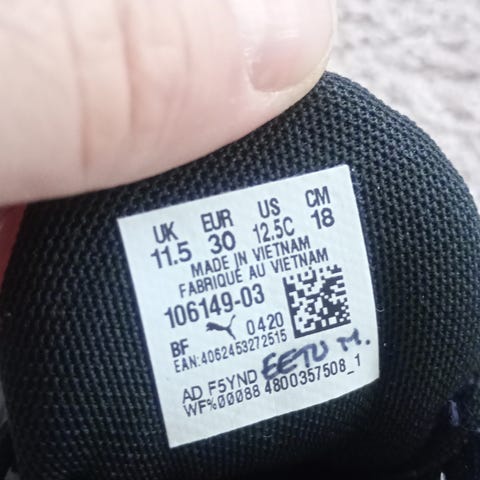 UK EUR US CM
11.5 30 12.5C 18
MADE IN VIETNAM
FABRIQUÉ AU VIETNAM
106149-03
BF 0420
EAN:4062453272515
AD F5YND EETU M.
WF%00088 4800357508_1